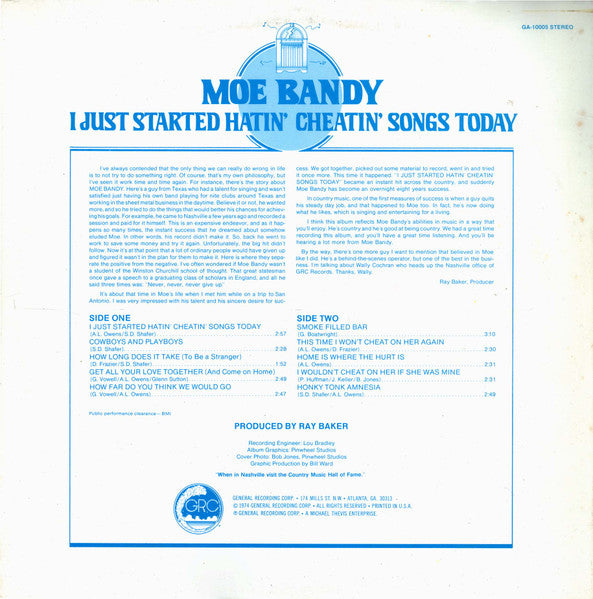 GA-10005 STEREO
MOE BANDY
I JUST STARTED HATIN' CHEATIN' SONGS TODAY
I've always contended that the only thing we can really do wrong in life
is to not try to do something right. Of course, that's my own philosophy, but
I've seen it work time and time again. For instance, there's the story about
MOE BANDY. Here's a guy from Texas who had a talent for singing and wasn't
satisfied just having his own band playing for nite clubs around Texas and
working in the sheet metal business in the daytime. Believe it or not, he wanted
more, and so he tried to do the things that would better his chances for achiev-
ing his goals. For example, he came to Nashville a few years ago and recorded a
session and paid for it himself. This is an expensive endeavor, and as it hap-
pens so many times, the instant success that he dreamed about somehow
eluded Moe. In other words, his record didn't make it. So, back he went to
work to save some money and try it again. Unfortunately, the big hit didn't
follow. Now it's at that point that a lot of ordinary people would have given up
and figured it wasn't in the plan for them to make it. Here is where they sepa-
rate the men from the negative. I've often wondered if Moe Bandy wasn't
a student of the Winston Churchill school of thought. That great statesman
once gave a speech to a graduating class of scholars in England, and all he
said three times was: "Never, never, never give up."
It's about that time in Moe's life when I met him while on a trip to San
Antonio. I was very impressed with his talent and his sincere desire for suc-
cess. We got together, picked out some material to record, went in and tried
it once more. This time it happened. "I JUST STARTED HATIN' CHEATIN'
SONGS TODAY" became an instant hit across the country, and suddenly
Moe Bandy has become an overnight eight years success.
In country music, one of the first measures of success is when a guy quits
his steady day job, and that happened to Moe too. In fact, he's now doing
what he likes, which is singing and entertaining for a living.
I think this album reflects Moe Bandy's abilities in music in a way that
you'll enjoy. He's country and he's good at being country. We had a great time
recording this album, and you'll have a great time listening. And you'll be
hearing a lot more from Moe Bandy.
By the way, there's one more guy I want to mention that believed in Moe
like I did. He's a behind-the-scenes operator, but one of the best in the busi-
ness. I'm talking about Wally Cochran who heads up the Nashville office of
GRC Records. Thanks, Wally.
Ray Baker, Producer
SIDE ONE
I JUST STARTED HATIN' CHEATIN' SONGS TODAY
(A.L. Owens/S.D. Shafer) 2:57
COWBOYS AND PLAYBOYS
(S.D. Shafer) 2:28
HOW LONG DOES IT TAKE (To Be a Stranger)
(D. Frazier/S.D. Shafer) 1:52
GET ALL YOUR LOVE TOGETHER (And Come on Home)
(G. Vowell/A.L. Owens/Glenn Sutton) 2:49
HOW FAR DO YOU THINK WE WOULD GO
(G. Vowell/A.L. Owens) 2:47
SIDE TWO
SMOKE FILLED BAR
(G. Boatwright) 3:10
THIS TIME I WON'T CHEAT ON HER AGAIN
(A.L. Owens/D. Frazier) 2:30
HOME IS WHERE THE HURT IS
(A.L. Owens) 2:31
I WOULDN'T CHEAT ON HER IF SHE WAS MINE
(P. Huffman/J. Keller/B. Jones) 2:31
HONKY TONK AMNESIA
(S.D. Shafer/A.L. Owens) 2:49
Public performance clearance—BMI
PRODUCED BY RAY BAKER
Recording Engineer: Lou Bradley
Album Graphics: Pinwheel Studios
Cover Photo: Bob Jones, Pinwheel Studios
Graphic Production by Bill Ward
"When in Nashville visit the Country Music Hall of Fame."
GRC
GENERAL RECORDING CORP. • 174 MILLS ST. N W • ATLANTA, GA. 30313 •
© 1974 GENERAL RECORDING CORP. • ALL RIGHTS RESERVED • PRINTED IN U.S.A.
℗ GENERAL RECORDING CORP. • A MICHAEL THEVIS ENTERPRISE.